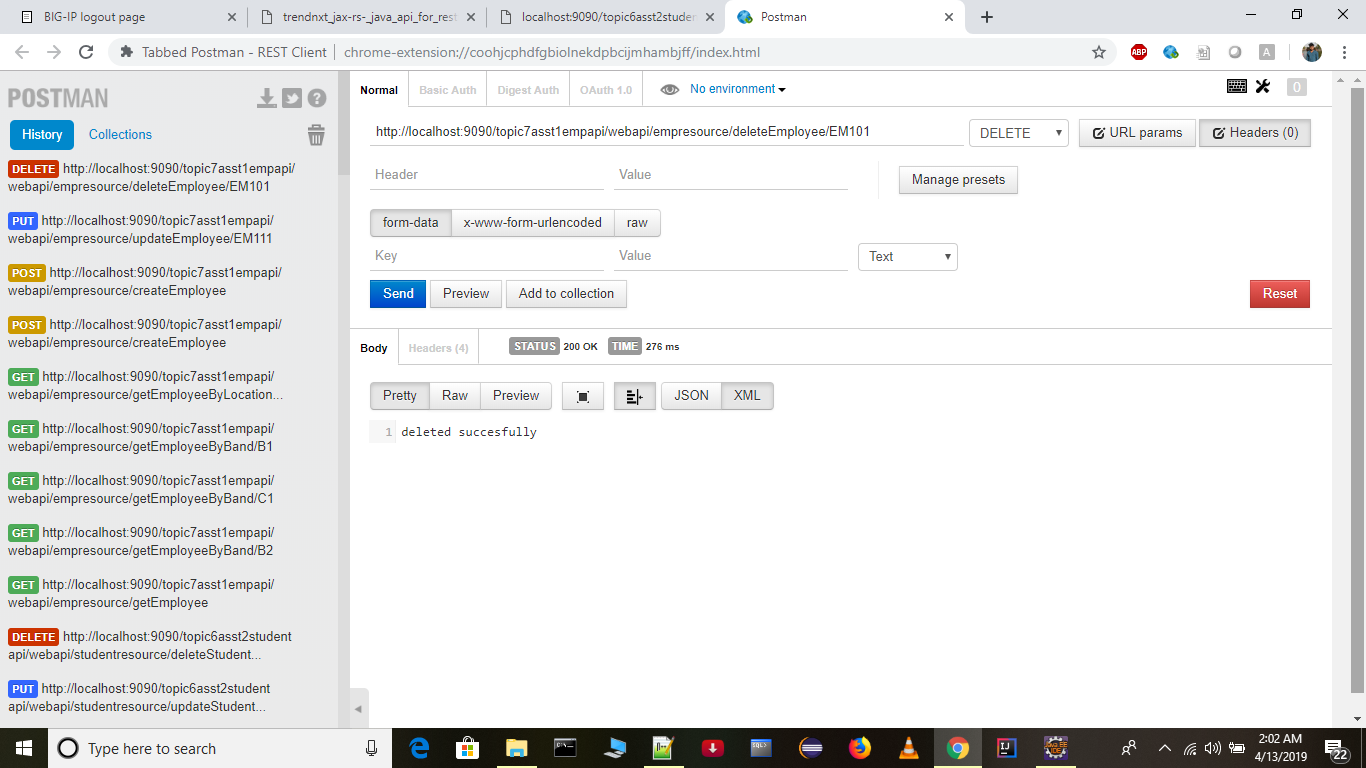 BIG-IP logout page
trendnxt_jax-rs-_java_api_for_rest
localhost:9090/topic6asst2studen
Postman
Tabbed Postman - REST Client
chrome-extension://coohjcphdfgbiolnekdpbcijmhambjff/index.html
ABP
A
POSTMAN
History
Collections
DELETE http://localhost:9090/topic7asst1empapi/
webapi/empresource/deleteEmployee/EM101
PUT http://localhost:9090/topic7asst1empapi/
webapi/empresource/updateEmployee/EM111
POST http://localhost:9090/topic7asst1empapi/
webapi/empresource/createEmployee
POST http://localhost:9090/topic7asst1empapi/
webapi/empresource/createEmployee
GET http://localhost:9090/topic7asst1empapi/
webapi/empresource/getEmployeeByLocation...
GET http://localhost:9090/topic7asst1empapi/
webapi/empresource/getEmployeeByBand/B1
GET http://localhost:9090/topic7asst1empapi/
webapi/empresource/getEmployeeByBand/C1
GET http://localhost:9090/topic7asst1empapi/
webapi/empresource/getEmployeeByBand/B2
GET http://localhost:9090/topic7asst1empapi/
webapi/empresource/getEmployee
DELETE http://localhost:9090/topic6asst2student
api/webapi/studentresource/deleteStudent...
PUT http://localhost:9090/topic6asst2student
api/webapi/studentresource/updateStudent...
Normal
Basic Auth
Digest Auth
OAuth 1.0
No environment
0
http://localhost:9090/topic7asst1empapi/webapi/empresource/deleteEmployee/EM101
DELETE
URL params
Headers (0)
Header
Value
Manage presets
form-data
x-www-form-urlencoded
raw
Key
Value
Text
Send
Preview
Add to collection
Reset
Body
Headers (4)
STATUS 200 OK
TIME 276 ms
Pretty
Raw
Preview
JSON
XML
1 deleted succesfully
Type here to search
2:02 AM
4/13/2019
22